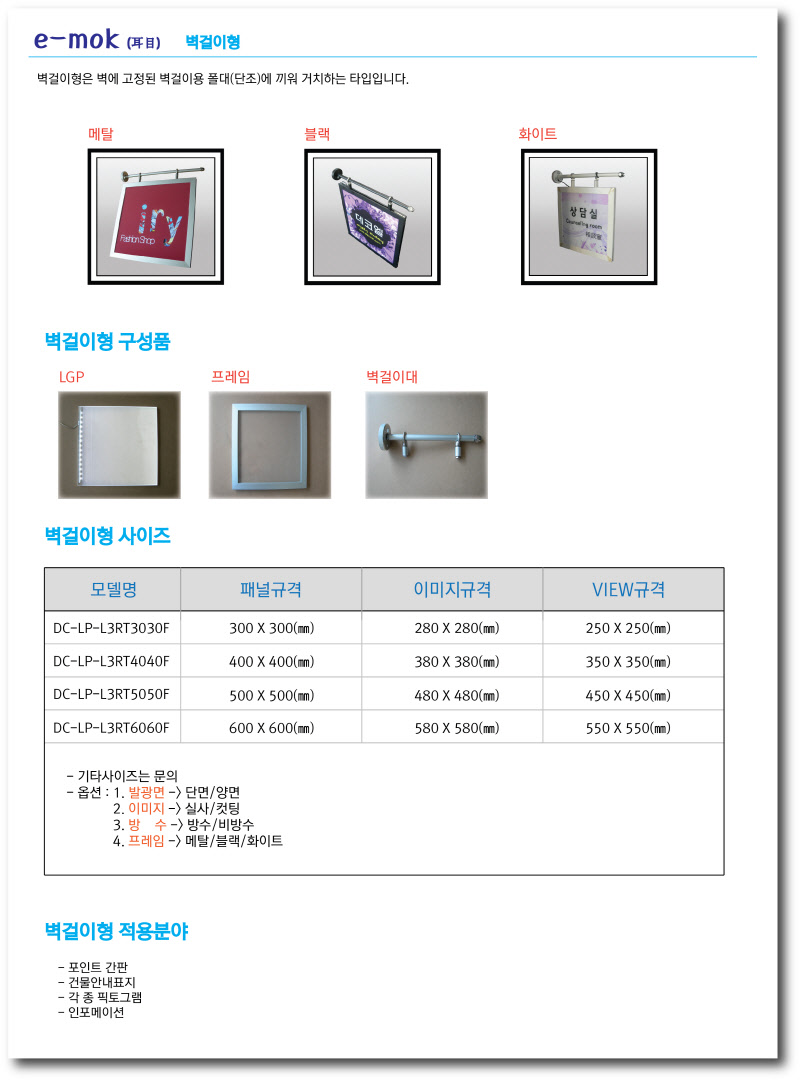 e-mok (耳目) 벽걸이형
벽걸이형은 벽에 고정된 벽걸이용 폴대(단조)에 끼워 거치하는 타입입니다.
메탈 블랙 화이트
iry
Fashion Shop
데코엘
상담실
Counseling room
벽걸이형 구성품
LGP 프레임 벽걸이대
벽걸이형 사이즈
모델명 패널규격 이미지규격 VIEW규격
DC-LP-L3RT3030F 300 X 300(㎜) 280 X 280(㎜) 250 X 250(㎜)
DC-LP-L3RT4040F 400 X 400(㎜) 380 X 380(㎜) 350 X 350(㎜)
DC-LP-L3RT5050F 500 X 500(㎜) 480 X 480(㎜) 450 X 450(㎜)
DC-LP-L3RT6060F 600 X 600(㎜) 580 X 580(㎜) 550 X 550(㎜)
- 기타사이즈는 문의
- 옵션 : 1. 발광면 -> 단면/양면
2. 이미지 -> 실사/컷팅
3. 방 수 -> 방수/비방수
4. 프레임 -> 메탈/블랙/화이트
벽걸이형 적용분야
- 포인트 간판
- 건물안내표지
- 각 종 픽토그램
- 인포메이션